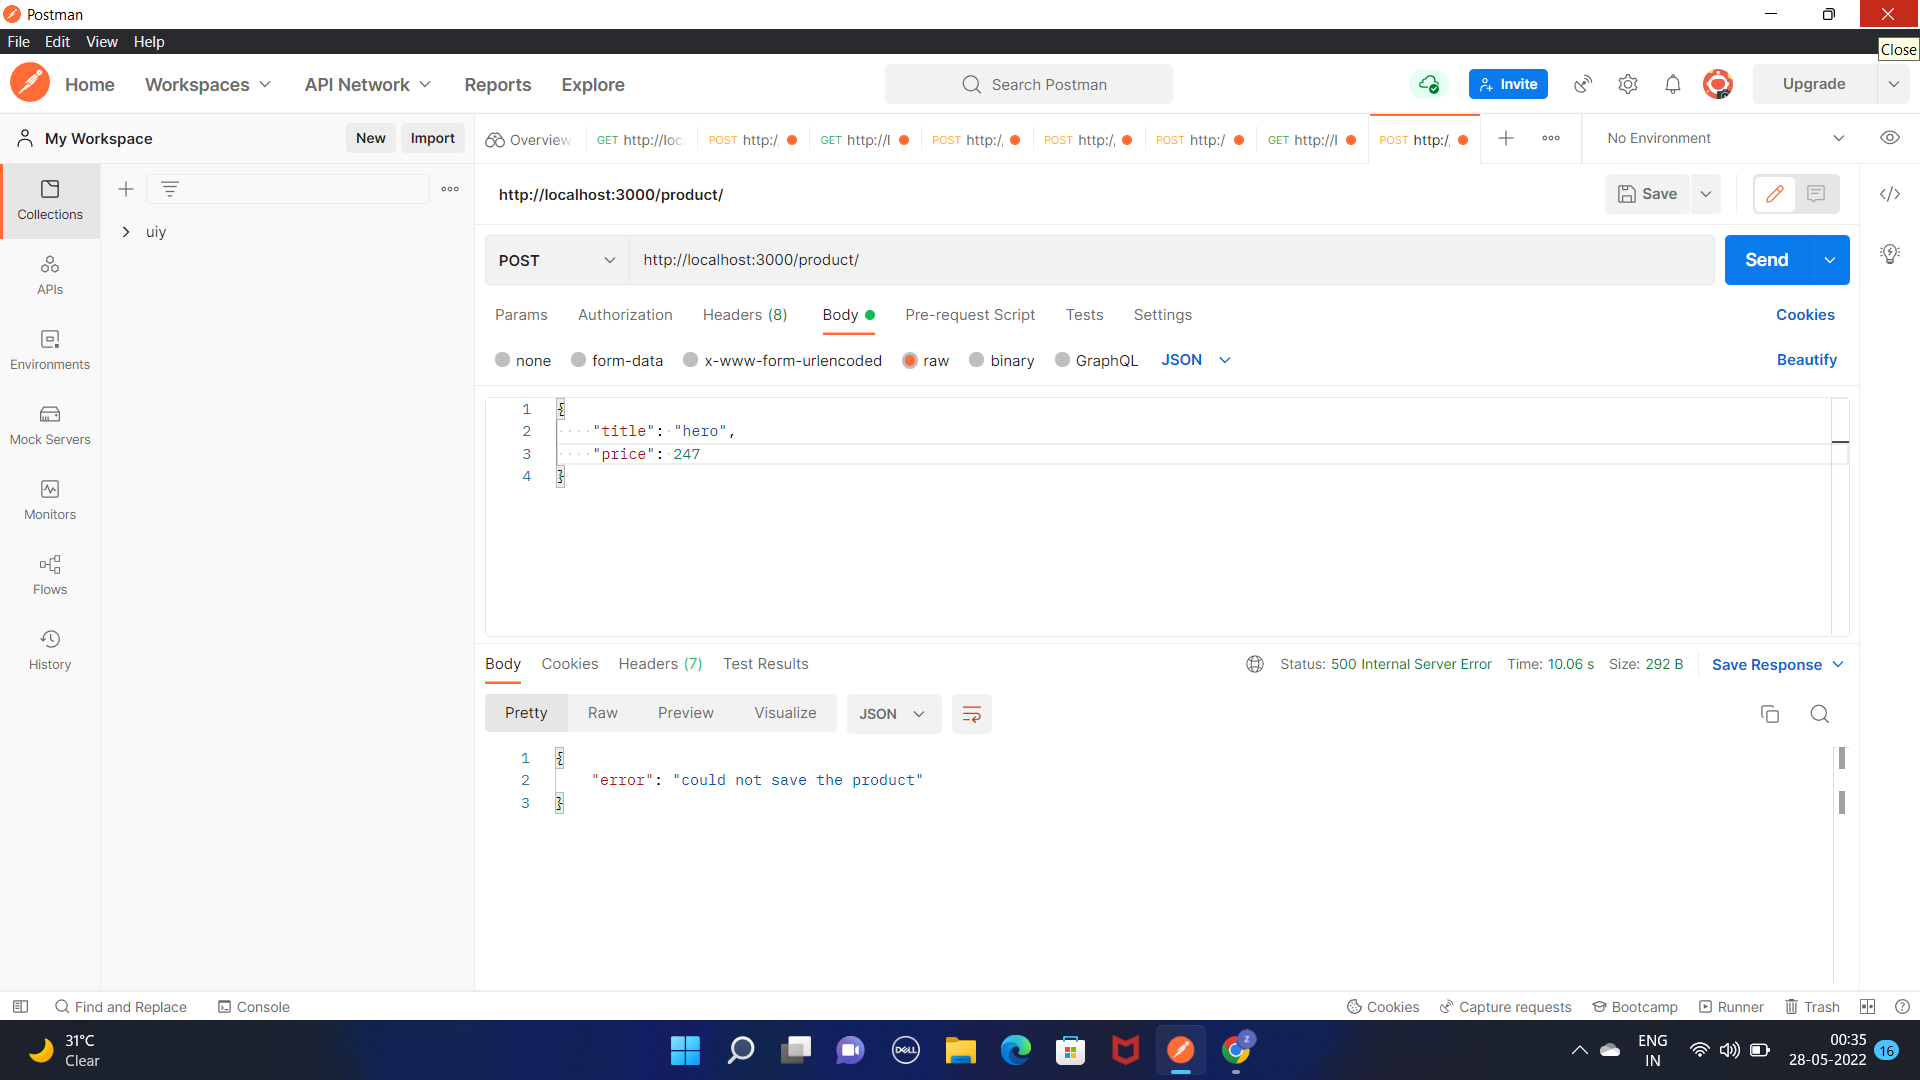 Postman
File Edit View Help
Close
Home Workspaces API Network Reports Explore
Search Postman
Invite
Upgrade
My Workspace
New
Import
Overview
GET http://loc
POST http:/
GET http://l
POST http:/
POST http:/
POST http:/
GET http://l
POST http:/
No Environment
Collections
APIs
Environments
Mock Servers
Monitors
Flows
History
uiy
http://localhost:3000/product/
Save
POST http://localhost:3000/product/
Send
Params Authorization Headers (8) Body Pre-request Script Tests Settings
Cookies
none form-data x-www-form-urlencoded raw binary GraphQL JSON
Beautify
1 {
2 "title": "hero",
3 "price": 247
4 }
Body Cookies Headers (7) Test Results
Status: 500 Internal Server Error Time: 10.06 s Size: 292 B
Save Response
Pretty Raw Preview Visualize JSON
1 {
2 "error": "could not save the product"
3 }
Find and Replace
Console
Cookies
Capture requests
Bootcamp
Runner
Trash
31°C
Clear
DELL
z
ENG
IN
00:35
28-05-2022
16